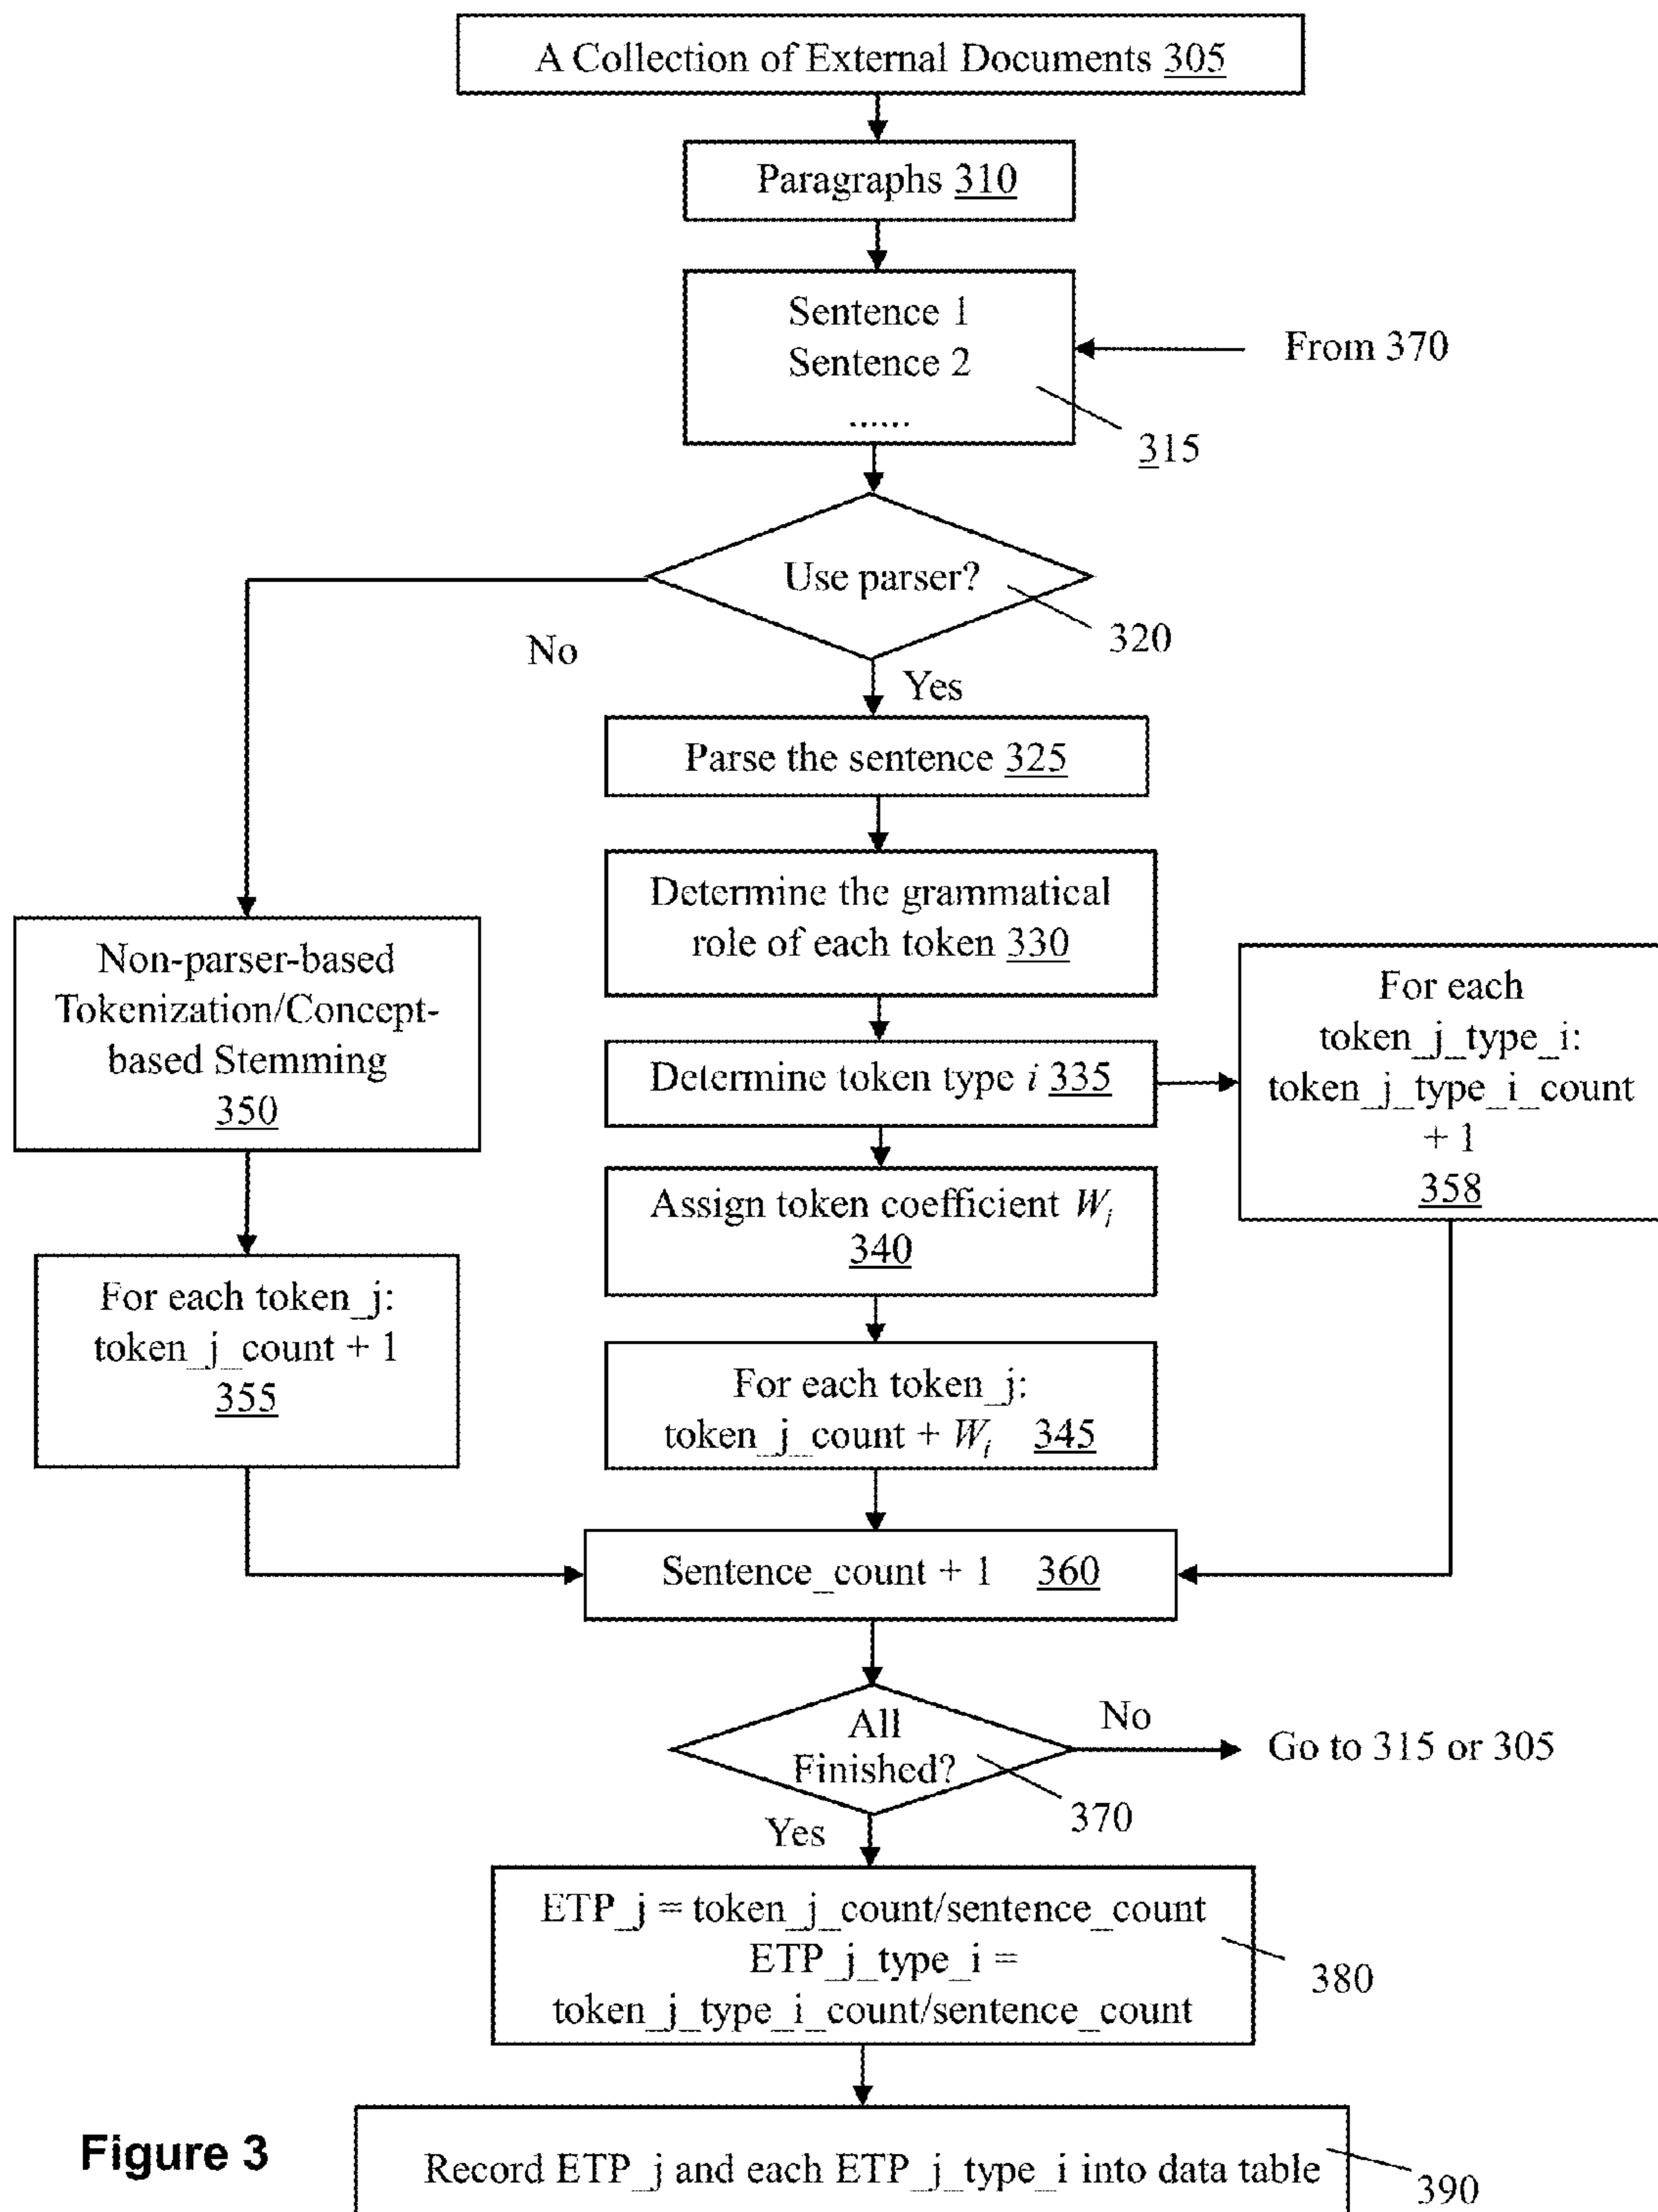 A Collection of External Documents 305
Paragraphs 310
Sentence 1
Sentence 2
......
From 370
315
Use parser?
320
No
Yes
Parse the sentence 325
Determine the grammatical
role of each token 330
Non-parser-based
Tokenization/Concept-
based Stemming
350
Determine token type i 335
For each
token_j_type_i:
token_j_type_i_count
+ 1
358
Assign token coefficient Wi
340
For each token_j:
token_j_count + 1
355
For each token_j:
token_j_count + Wi 345
Sentence_count + 1 360
All
Finished?
370
No
Go to 315 or 305
Yes
ETP_j = token_j_count/sentence_count
ETP_j_type_i =
token_j_type_i_count/sentence_count
380
Figure 3
Record ETP_j and each ETP_j_type_i into data table
390